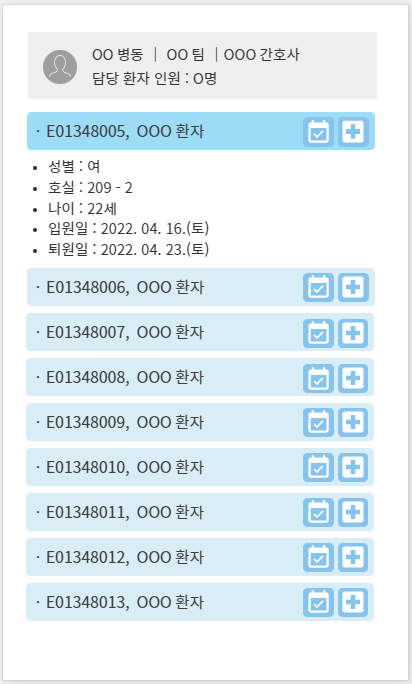 OO 병동 | OO 팀 | OOO 간호사
담당 환자 인원 : O명
· E01348005, OOO 환자
• 성별 : 여
• 호실 : 209 - 2
• 나이 : 22세
• 입원일 : 2022. 04. 16.(토)
• 퇴원일 : 2022. 04. 23.(토)
· E01348006, OOO 환자
· E01348007, OOO 환자
· E01348008, OOO 환자
· E01348009, OOO 환자
· E01348010, OOO 환자
· E01348011, OOO 환자
· E01348012, OOO 환자
· E01348013, OOO 환자